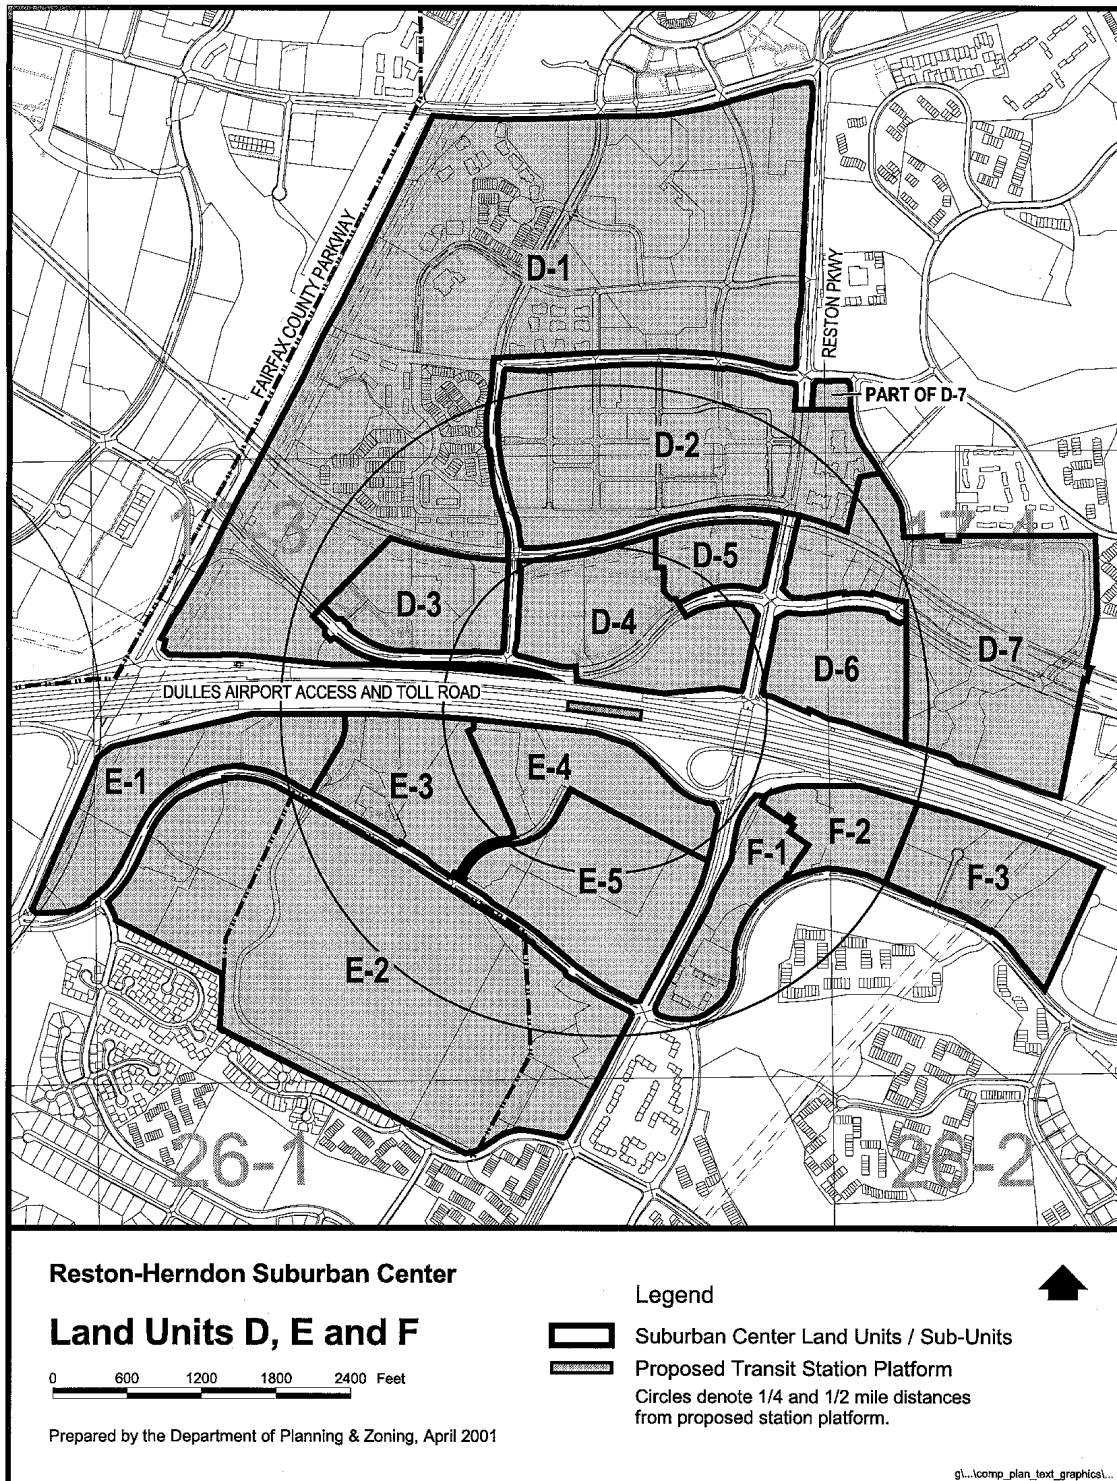 FAIRFAX COUNTY PARKWAY
D-1
RESTON PKWY
PART OF D-7
D-2
17-4
D-5
D-3
D-4
D-7
D-6
DULLES AIRPORT ACCESS AND TOLL ROAD
E-4
E-1
E-3
F-2
F-1
E-5
F-3
E-2
26-1
26-2
Reston-Herndon Suburban Center
Land Units D, E and F
0 600 1200 1800 2400 Feet
Prepared by the Department of Planning & Zoning, April 2001
Legend
Suburban Center Land Units / Sub-Units
Proposed Transit Station Platform
Circles denote 1/4 and 1/2 mile distances
from proposed station platform.
g\...\comp_plan_text_graphics\...